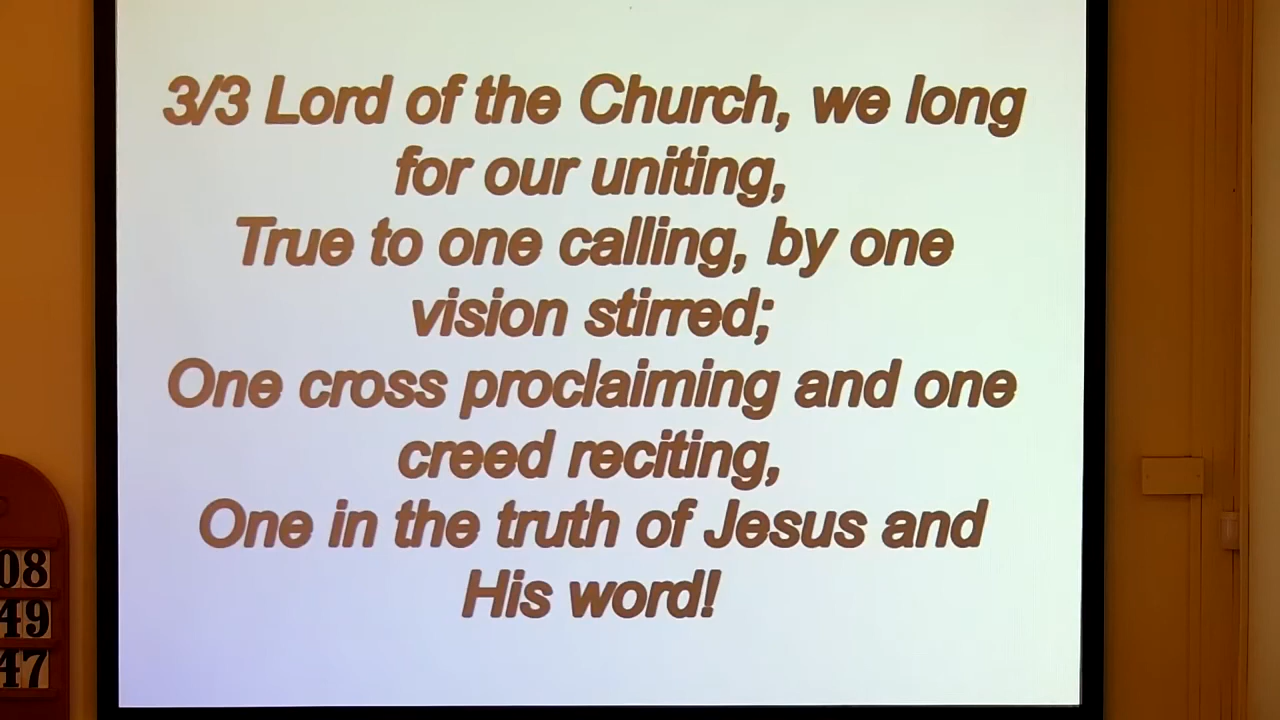 3/3 Lord of the Church, we long
for our uniting,
True to one calling, by one
vision stirred;
One cross proclaiming and one
creed reciting,
One in the truth of Jesus and
His word!
08
49
47